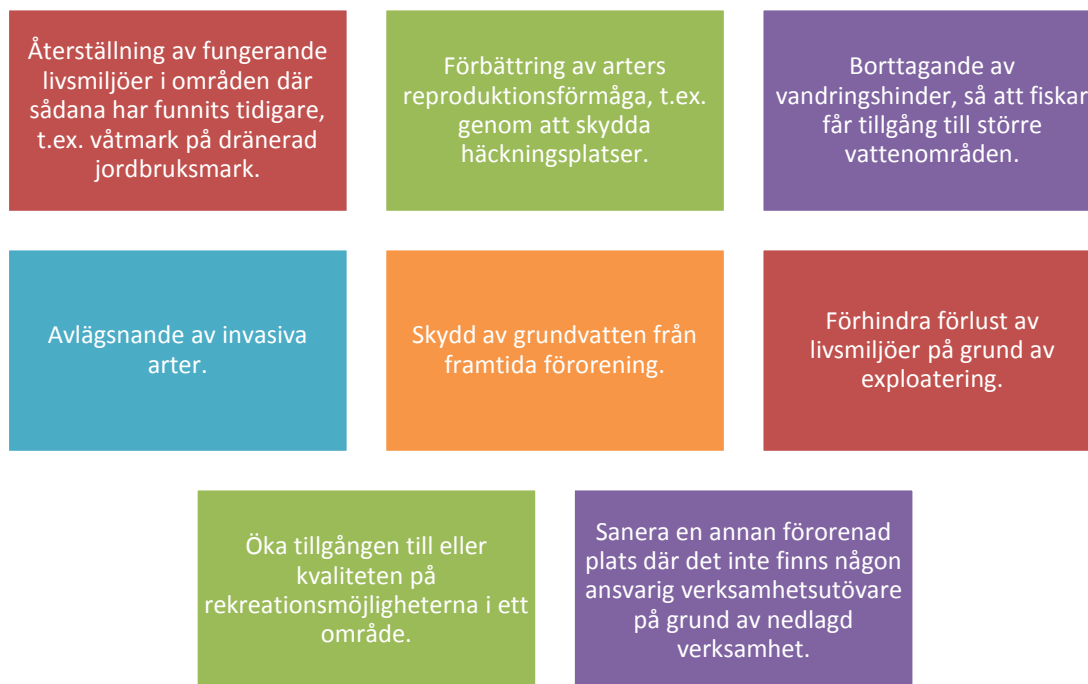 Återställning av fungerande
livsmiljöer i områden där
sådana har funnits tidigare,
t.ex. våtmark på dränerad
jordbruksmark.
Förbättring av arters
reproduktionsförmåga, t.ex.
genom att skydda
häckningsplatser.
Borttagande av
vandringshinder, så att fiskar
får tillgång till större
vattenområden.
Avlägsnande av invasiva
arter.
Skydd av grundvatten från
framtida förorening.
Förhindra förlust av
livsmiljöer på grund av
exploatering.
Öka tillgången till eller
kvaliteten på
rekreationsmöjligheterna i ett
område.
Sanera en annan förorenad
plats där det inte finns någon
ansvarig verksamhetsutövare
på grund av nedlagd
verksamhet.